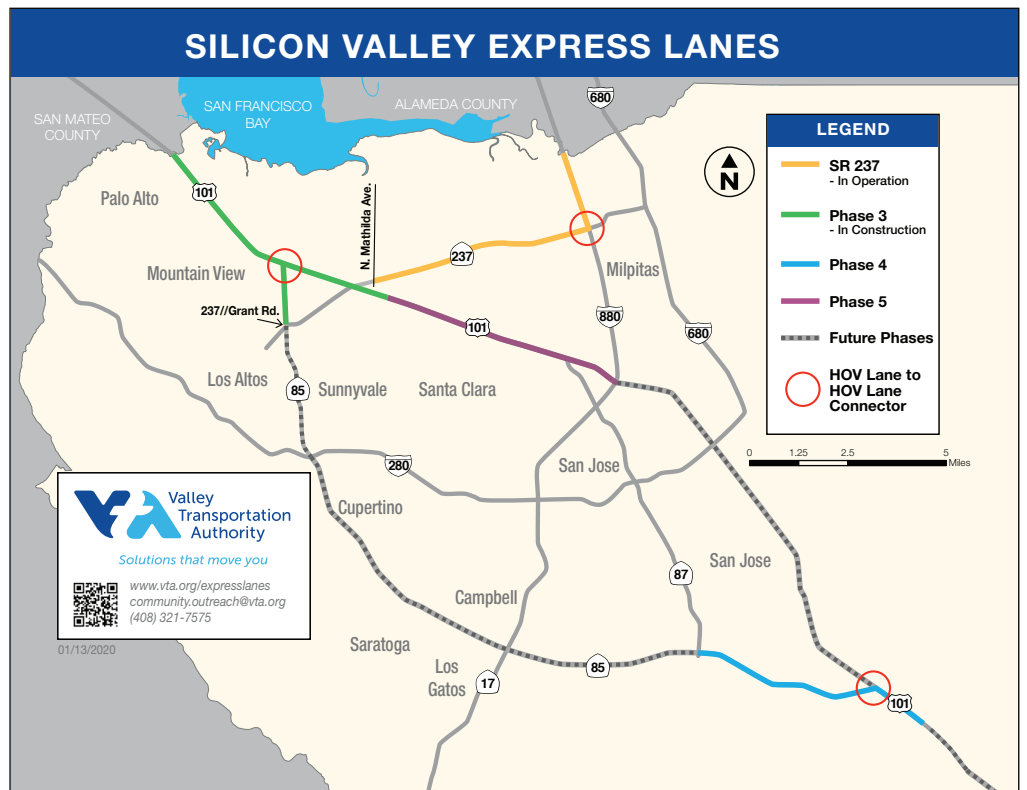 SILICON VALLEY EXPRESS LANES
SAN MATEO
COUNTY
SAN FRANCISCO
BAY
ALAMEDA COUNTY
680
LEGEND
SR 237
- In Operation
Phase 3
- In Construction
Phase 4
Phase 5
Future Phases
HOV Lane to
HOV Lane
Connector
N
0 1.25 2.5 5
Miles
Palo Alto
101
N. Mathilda Ave.
237
Mountain View
Milpitas
237//Grant Rd.
101
880
680
Los Altos
85
Sunnyvale
Santa Clara
280
San Jose
Cupertino
San Jose
87
Campbell
Saratoga
Los
Gatos
17
85
101
VTA
Valley
Transportation
Authority
Solutions that move you
www.vta.org/expresslanes
community.outreach@vta.org
(408) 321-7575
01/13/2020